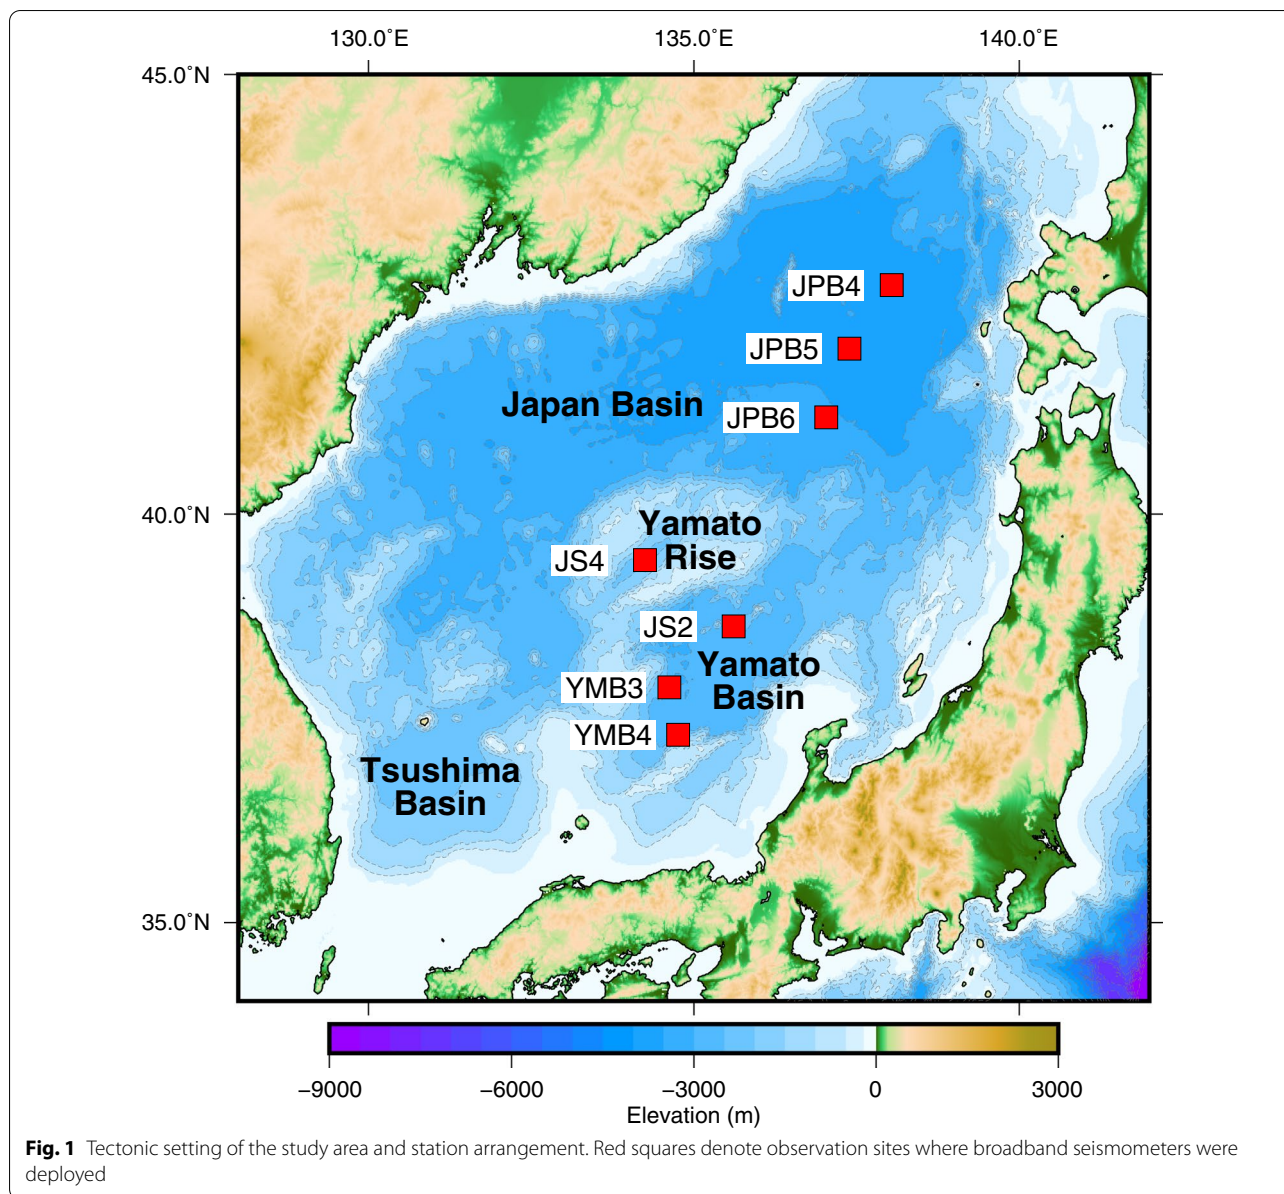 130.0˚E 135.0˚E 140.0˚E
45.0˚N
JPB4
JPB5
Japan Basin
JPB6
40.0˚N
Yamato
Rise
JS4
JS2
Yamato
Basin
YMB3
YMB4
Tsushima
Basin
35.0˚N
−9000 −6000 −3000 0 3000
Elevation (m)
Fig. 1 Tectonic setting of the study area and station arrangement. Red squares denote observation sites where broadband seismometers were
deployed